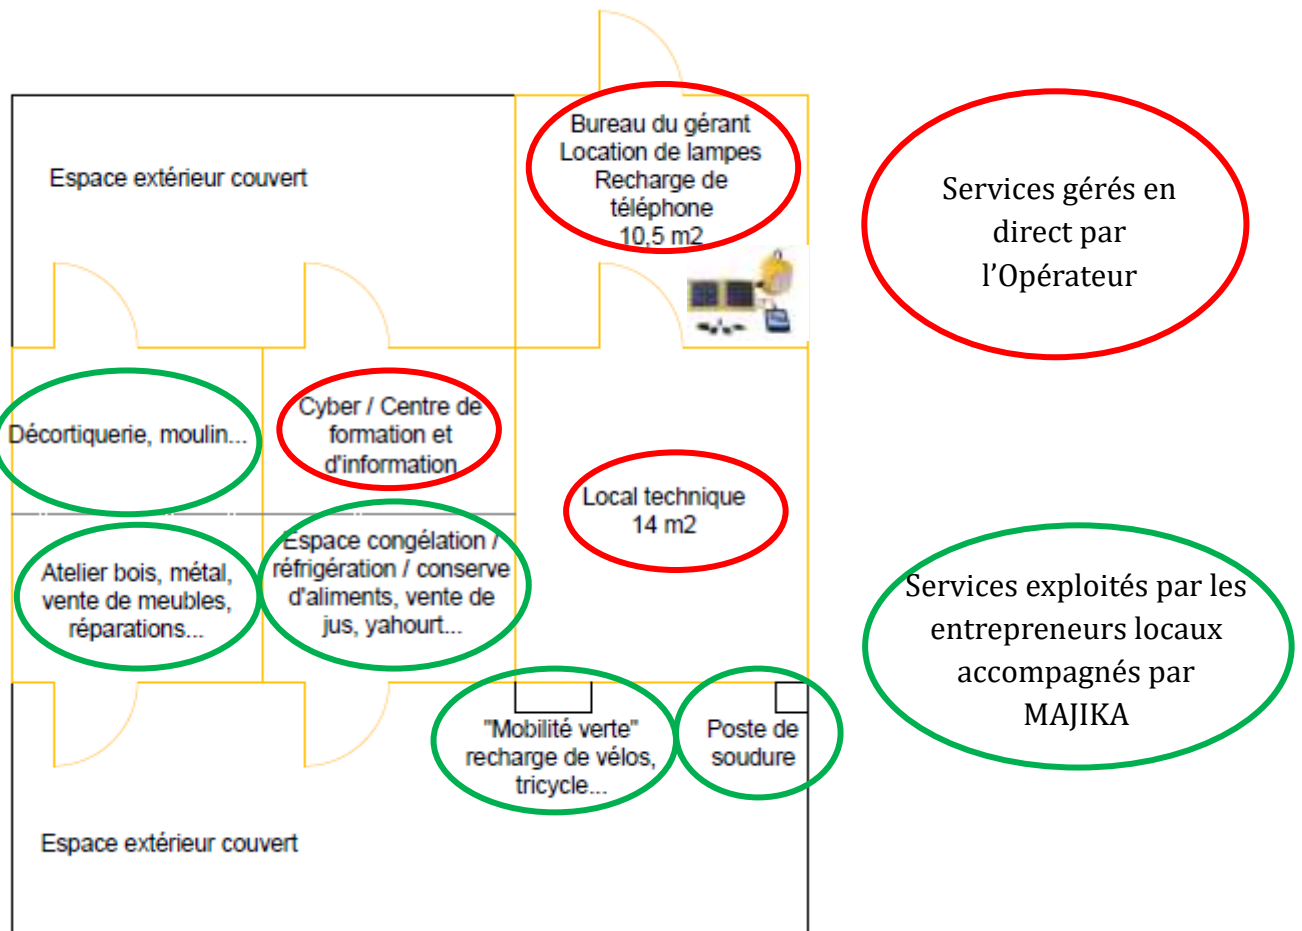 Bureau du gérant
Location de lampes
Recharge de
téléphone
10,5 m2
Espace extérieur couvert
Services gérés en
direct par
l’Opérateur
Décortiquerie, moulin...
Cyber / Centre de
formation et
d'information
Local technique
14 m2
Atelier bois, métal,
vente de meubles,
réparations...
Espace congélation /
réfrigération / conserve
d'aliments, vente de
jus, yahourt...
Services exploités par les
entrepreneurs locaux
accompagnés par
MAJIKA
"Mobilité verte"
recharge de vélos,
tricycle...
Poste de
soudure
Espace extérieur couvert